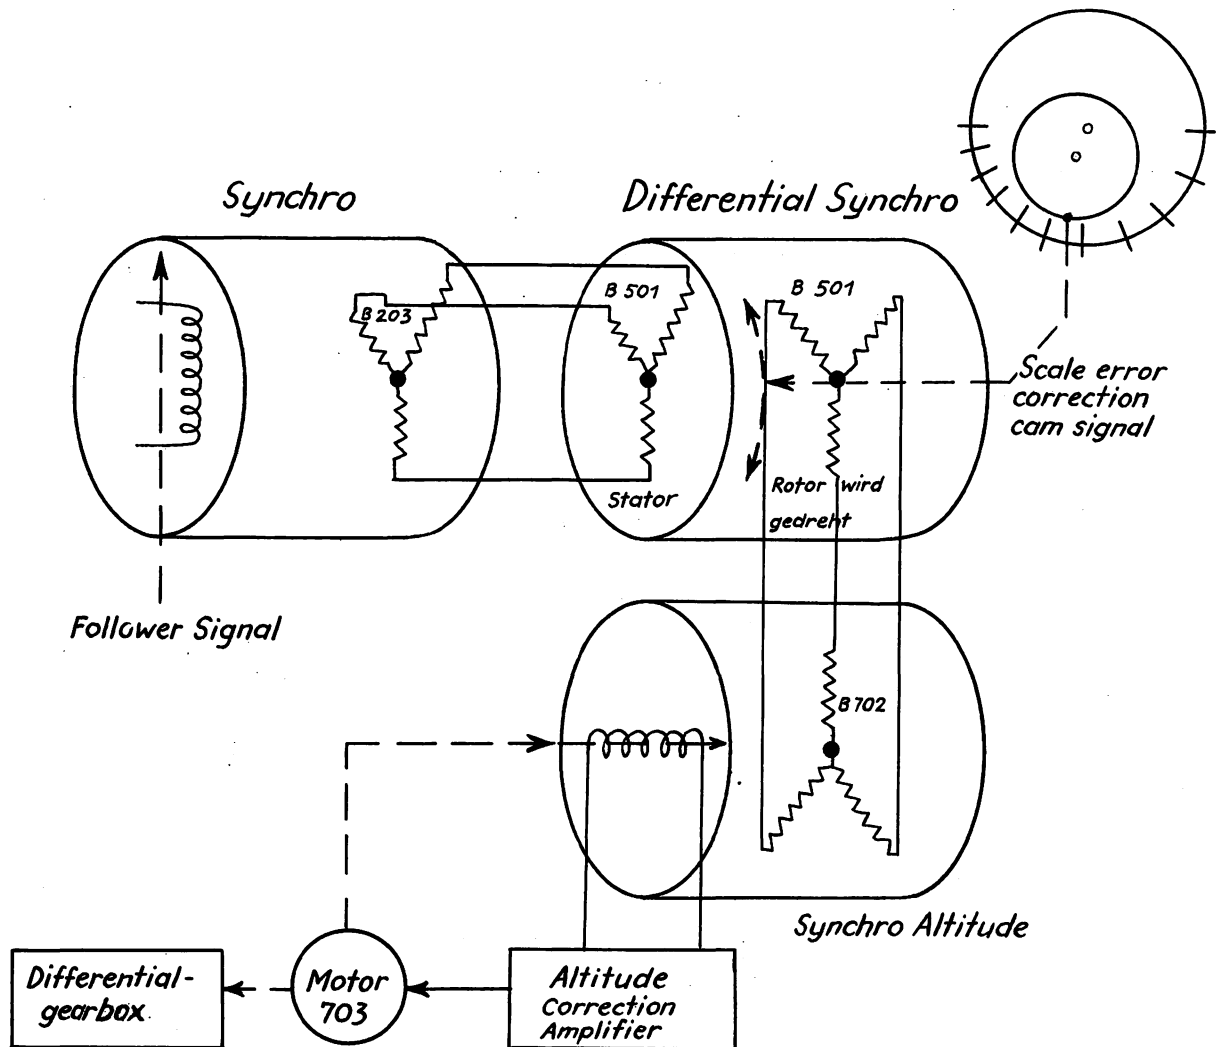 Synchro
Differential Synchro
B 203
B 501
B 501
Scale error
correction
cam signal
Stator
Rotor wird
gedreht
Follower Signal
B702
Synchro Altitude
Differential-
gearbox.
Motor
703
Altitude
Correction
Amplifier